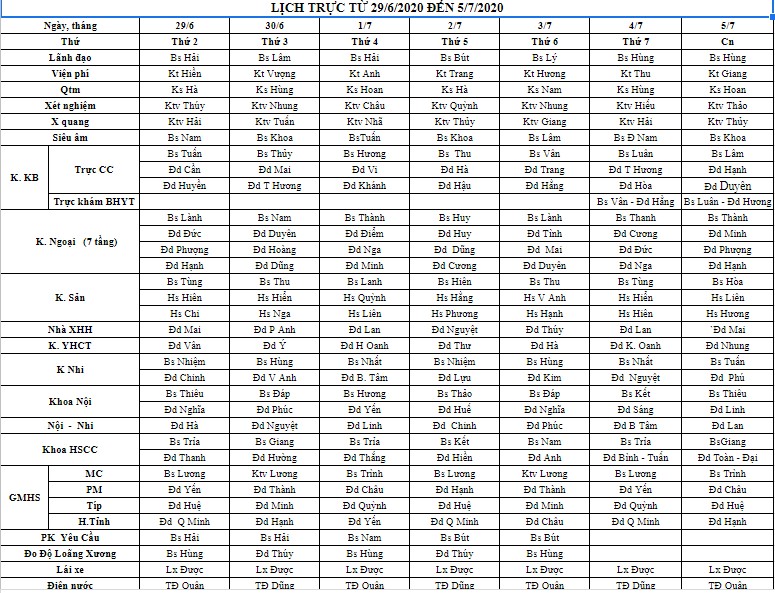 LỊCH TRỰC TỪ 29/6/2020 ĐẾN 5/7/2020
Ngày, tháng 29/6 30/6 1/7 2/7 3/7 4/7 5/7
Thứ Thứ 2 Thứ 3 Thứ 4 Thứ 5 Thứ 6 Thứ 7 Cn
Lãnh đạo Bs Hải Bs Lâm Bs Hải Bs Bút Bs Lý Bs Hùng Bs Hùng
Viện phí Kt Hiền Kt Vượng Kt Anh Kt Trang Kt Hương Kt Thu Kt Giang
Qtm Ks Hà Ks Hùng Ks Hoan Ks Hà Ks Nam Ks Hùng Ks Hoan
Xét nghiệm Ktv Thủy Ktv Nhung Ktv Châu Ktv Quỳnh Ktv Nhung Ktv Hiếu Ktv Thảo
X quang Ktv Hải Ktv Tuấn Ktv Nhã Ktv Thủy Ktv Giang Ktv Hải Ktv Thủy
Siêu âm Bs Nam Bs Khoa BsTuấn Bs Khoa Bs Lâm Bs Đ Nam Bs Khoa
K. KB Trực CC Bs Tuấn Bs Thủy Bs Hương Bs Thu Bs Vân Bs Luân Bs Lâm
Đd Cần Đd Mai Đd Vi Đd Hà Đd Trang Đd T Hương Đd Hạnh
Đd Huyền Đd T Hương Đd Khánh Đd Hậu Đd Hằng Đd Hòa Đd Duyên
Trực khám BHYT Bs Vân - Đd Hằng Bs Luân - Đd Hương
K. Ngoại (7 tầng) Bs Lành Bs Nam Bs Thành Bs Huy Bs Lành Bs Thanh Bs Thành
Đd Đức Đd Duyên Đd Điểm Đd Huy Đd Tính Đd Cương Đd Minh
Đd Phượng Đd Hoằng Đd Nga Đd Dũng Đd Mai Đd Đức Đd Phượng
Đd Hạnh Đd Dũng Đd Minh Đd Cương Đd Duyên Đd Nga Đd Hạnh
K. Sản Bs Tùng Bs Thu Bs Lanh Bs Hiên Bs Thu Bs Tùng Bs Hòa
Hs Hiên Hs Hiển Hs Quỳnh Hs Hằng Hs V Anh Hs Hiển Hs Liên
Hs Chi Hs Nga Hs Liên Hs Phương Hs Hạnh Hs Hiên Hs Hương
Nhà XHH Đd Mai Đd P Anh Đd Lan Đd Nguyệt Đd Thúy Đd Lan `Đd Mai
K. YHCT Đd Vân Đd Ý Đd H Oanh Đd Thư Đd Hà Đd K. Oanh Đd Nhung
K Nhi Bs Nhiệm Bs Hùng Bs Nhất Bs Nhiệm Bs Hùng Bs Nhất Bs Tuấn
Đd Chinh Đd V Anh Đd B. Tâm Đd Lựu Đd Kim Đd Nguyệt Đd Phú
Khoa Nội Bs Thiêu Bs Đáp Bs Hương Bs Thảo Bs Đáp Bs Kết Bs Thiêu
Đd Nghĩa Đd Phúc Đd Yến Đd Huế Đd Nghĩa Đd Sáng Đd Linh
Nội - Nhi Đd Hà Đd Nguyệt Đd Linh Đd Chinh Đd Phúc Đd B Tâm Đd Lan
Khoa HSCC Bs Tría Bs Giang Bs Tría Bs Kết Bs Nam Bs Tría BsGiang
Đd Thanh Đd Hường Đd Thắng Đd Hiền Đd Anh Đd Bình - Tuấn Đd Toàn - Đại
GMHS MC Bs Lương Ktv Lương Bs Trình Bs Lương Ktv Lương Bs Lương Bs Trình
PM Đd Yến Đd Thành Đd Châu Đd Hạnh Đd Thành Đd Yến Đd Châu
Típ Đd Huệ Đd Minh Đd Quỳnh Đd Huệ Đd Minh Đd Quỳnh Đd Huệ
H.Tỉnh Đd Q Minh Đd Hạnh Đd Yến Đd Q Minh Đd Châu Đd Q Minh Đd Hạnh
PK Yêu Cầu Bs Hải Bs Hải Bs Nam Bs Bút Bs Bút
Đo Độ Loãng Xương Bs Hùng Đd Thúy Bs Hùng Đd Thúy Bs Hùng
Lái xe Lx Được Lx Được Lx Được Lx Được Lx Được Lx Được Lx Được
Điện nước TĐ Quân TĐ Dũng TĐ Quân TĐ Dũng TĐ Quân TĐ Dũng TĐ Quân